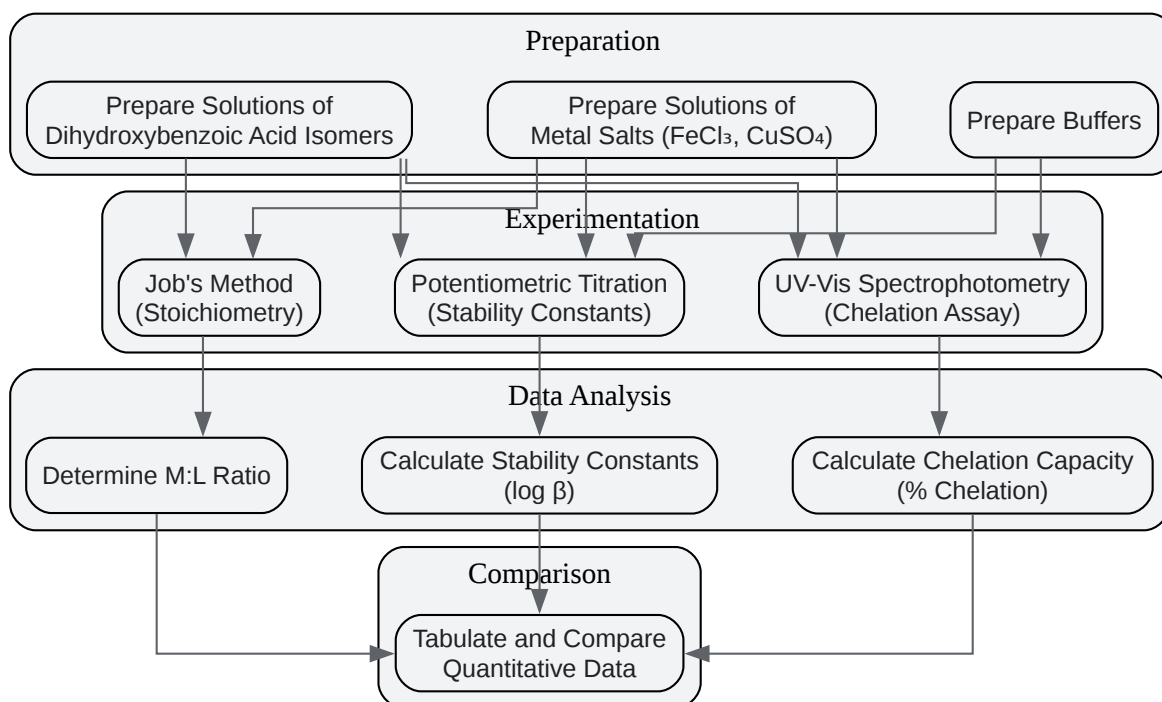 Preparation
Prepare Solutions of
Dihydroxybenzoic Acid Isomers
Prepare Solutions of
Metal Salts (FeCl₃, CuSO₄)
Prepare Buffers
Experimentation
Job's Method
(Stoichiometry)
Potentiometric Titration
(Stability Constants)
UV-Vis Spectrophotometry
(Chelation Assay)
Data Analysis
Determine M:L Ratio
Calculate Stability Constants
(log β)
Calculate Chelation Capacity
(% Chelation)
Comparison
Tabulate and Compare
Quantitative Data